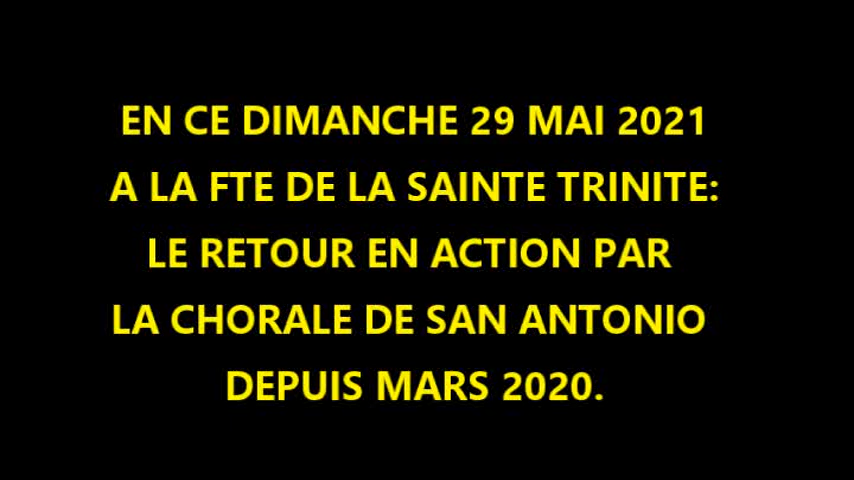 EN CE DIMANCHE 29 MAI 2021
A LA FTE DE LA SAINTE TRINITE:
LE RETOUR EN ACTION PAR
LA CHORALE DE SAN ANTONIO
DEPUIS MARS 2020.